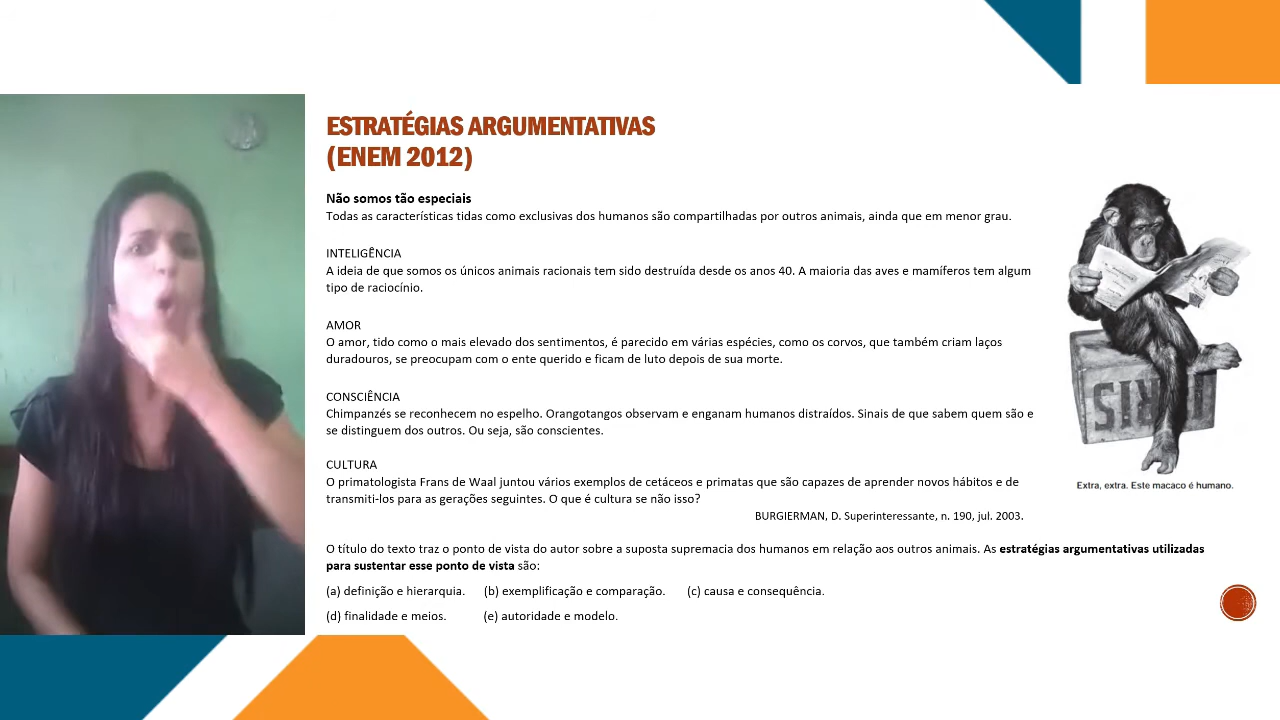 ESTRATÉGIAS ARGUMENTATIVAS
(ENEM 2012)
Não somos tão especiais
Todas as características tidas como exclusivas dos humanos são compartilhadas por outros animais, ainda que em menor grau.
INTELIGÊNCIA
A ideia de que somos os únicos animais racionais tem sido destruída desde os anos 40. A maioria das aves e mamíferos tem algum
tipo de raciocínio.
AMOR
O amor, tido como o mais elevado dos sentimentos, é parecido em várias espécies, como os corvos, que também criam laços
duradouros, se preocupam com o ente querido e ficam de luto depois de sua morte.
CONSCIÊNCIA
Chimpanzés se reconhecem no espelho. Orangotangos observam e enganam humanos distraídos. Sinais de que sabem quem são e
se distinguem dos outros. Ou seja, são conscientes.
CULTURA
O primatologista Frans de Waal juntou vários exemplos de cetáceos e primatas que são capazes de aprender novos hábitos e de
transmiti-los para as gerações seguintes. O que é cultura se não isso?
BURGIERMAN, D. Superinteressante, n. 190, jul. 2003.
Extra, extra. Este macaco é humano.
O título do texto traz o ponto de vista do autor sobre a suposta supremacia dos humanos em relação aos outros animais. As estratégias argumentativas utilizadas
para sustentar esse ponto de vista são:
(a) definição e hierarquia. (b) exemplificação e comparação. (c) causa e consequência.
(d) finalidade e meios. (e) autoridade e modelo.